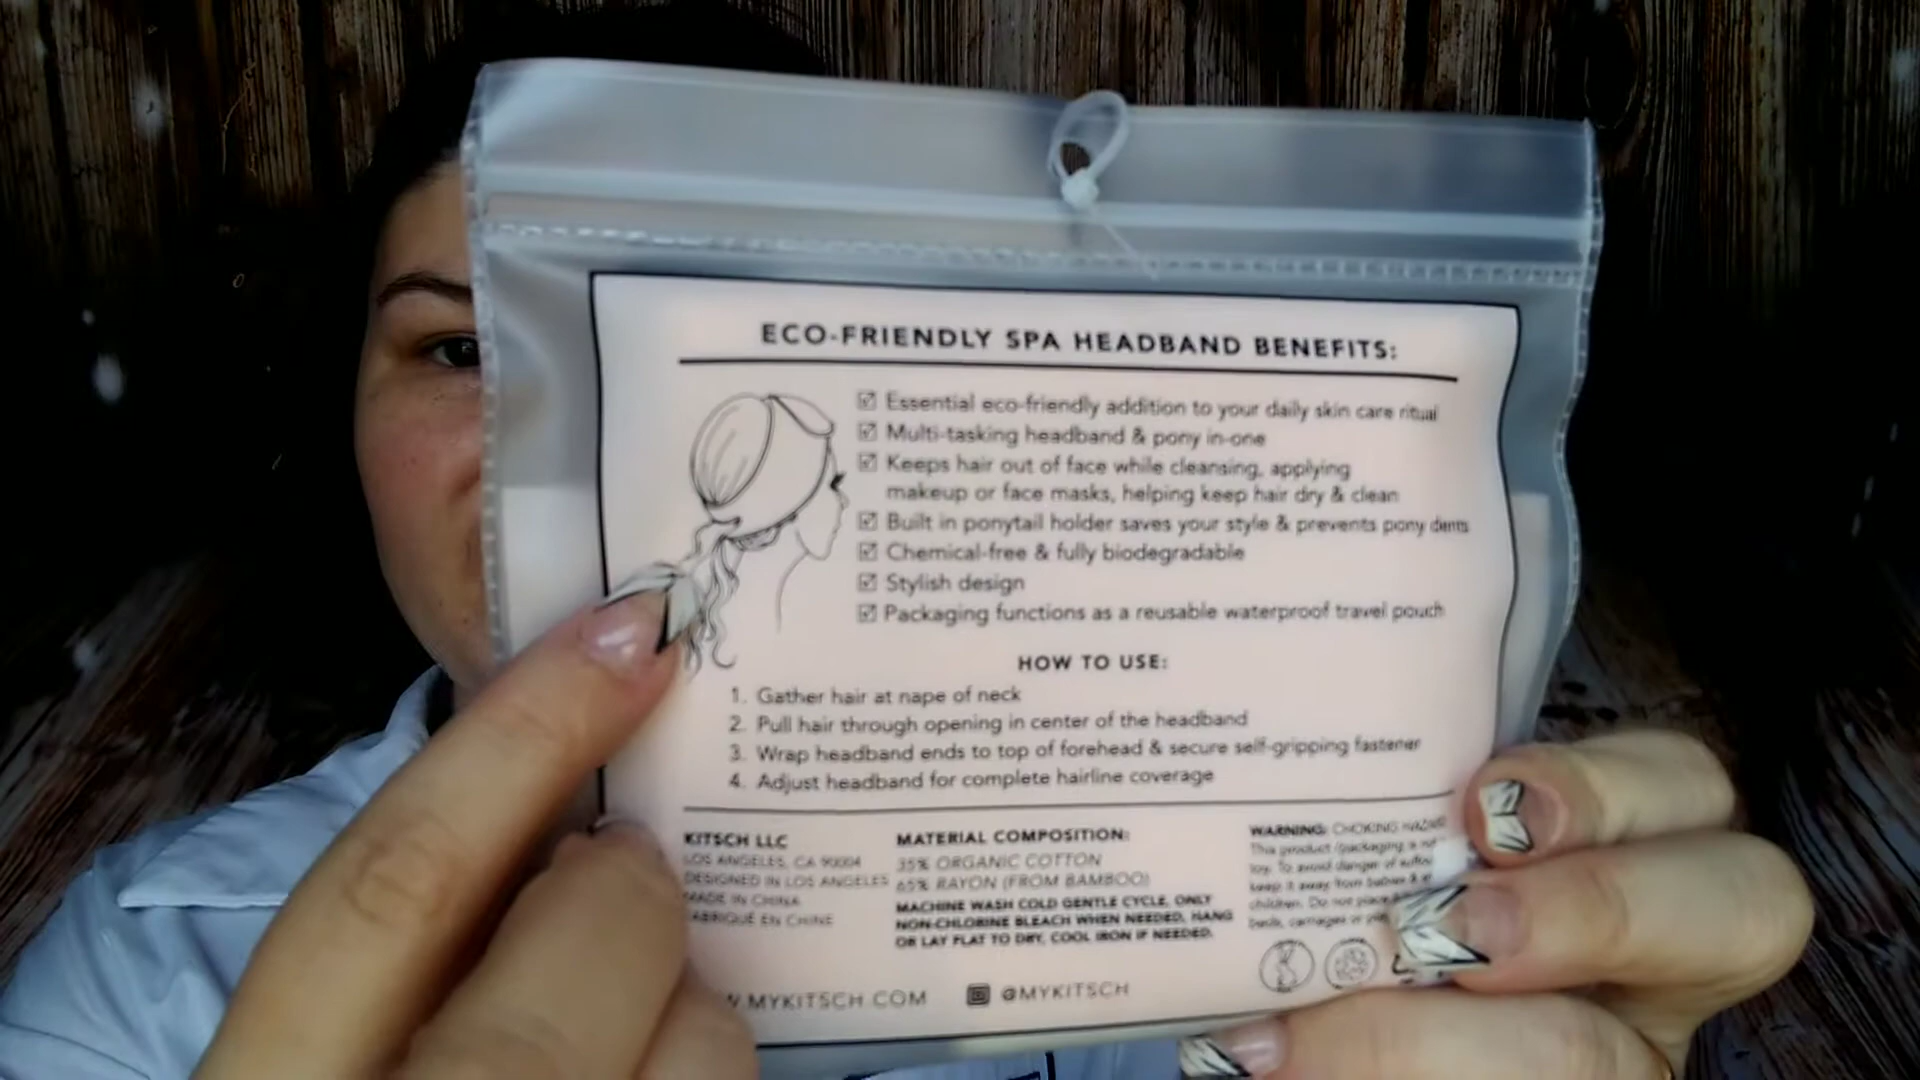 ECO-FRIENDLY SPA HEADBAND BENEFITS:
Essential eco-friendly addition to your daily skin care ritual
Multi-tasking headband & pony in-one
Keeps hair out of face while cleansing, applying
makeup or face masks, helping keep hair dry & clean
Built in ponytail holder saves your style & prevents pony dents
Chemical-free & fully biodegradable
Stylish design
Packaging functions as a reusable waterproof travel pouch
HOW TO USE:
1. Gather hair at nape of neck
2. Pull hair through opening in center of the headband
3. Wrap headband ends to top of forehead & secure self-gripping fastener
4. Adjust headband for complete hairline coverage
KITSCH LLC
LOS ANGELES, CA 90004
DESIGNED IN LOS ANGELES
MADE IN CHINA
FABRIQUÉ EN CHINE
MATERIAL COMPOSITION:
35% ORGANIC COTTON
65% RAYON (FROM BAMBOO)
MACHINE WASH COLD GENTLE CYCLE, ONLY
NON-CHLORINE BLEACH WHEN NEEDED, HANG
OR LAY FLAT TO DRY, COOL IRON IF NEEDED.
WARNING: CHOKING HAZARD
This product/packaging is not
toy. To avoid danger of
keep it away from babies &
children. Do not place
carriages or
.MYKITSCH.COM
@MYKITSCH